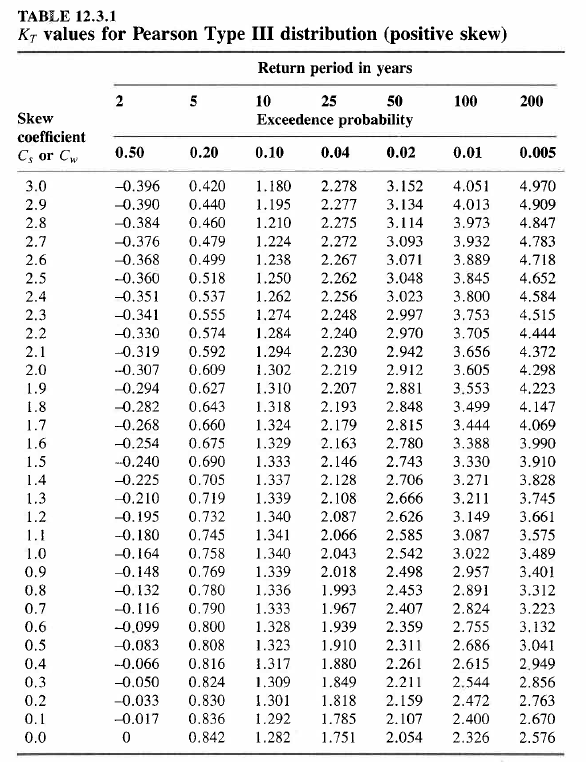 TABLE 12.3.1
K_T values for Pearson Type III distribution (positive skew)
Return period in years
2 5 10 25 50 100 200
Skew Exceedence probability
coefficient
C_s or C_w 0.50 0.20 0.10 0.04 0.02 0.01 0.005
3.0 –0.396 0.420 1.180 2.278 3.152 4.051 4.970
2.9 –0.390 0.440 1.195 2.277 3.134 4.013 4.909
2.8 –0.384 0.460 1.210 2.275 3.114 3.973 4.847
2.7 –0.376 0.479 1.224 2.272 3.093 3.932 4.783
2.6 –0.368 0.499 1.238 2.267 3.071 3.889 4.718
2.5 –0.360 0.518 1.250 2.262 3.048 3.845 4.652
2.4 –0.351 0.537 1.262 2.256 3.023 3.800 4.584
2.3 –0.341 0.555 1.274 2.248 2.997 3.753 4.515
2.2 –0.330 0.574 1.284 2.240 2.970 3.705 4.444
2.1 –0.319 0.592 1.294 2.230 2.942 3.656 4.372
2.0 –0.307 0.609 1.302 2.219 2.912 3.605 4.298
1.9 –0.294 0.627 1.310 2.207 2.881 3.553 4.223
1.8 –0.282 0.643 1.318 2.193 2.848 3.499 4.147
1.7 –0.268 0.660 1.324 2.179 2.815 3.444 4.069
1.6 –0.254 0.675 1.329 2.163 2.780 3.388 3.990
1.5 –0.240 0.690 1.333 2.146 2.743 3.330 3.910
1.4 –0.225 0.705 1.337 2.128 2.706 3.271 3.828
1.3 –0.210 0.719 1.339 2.108 2.666 3.211 3.745
1.2 –0.195 0.732 1.340 2.087 2.626 3.149 3.661
1.1 –0.180 0.745 1.341 2.066 2.585 3.087 3.575
1.0 –0.164 0.758 1.340 2.043 2.542 3.022 3.489
0.9 –0.148 0.769 1.339 2.018 2.498 2.957 3.401
0.8 –0.132 0.780 1.336 1.993 2.453 2.891 3.312
0.7 –0.116 0.790 1.333 1.967 2.407 2.824 3.223
0.6 –0.099 0.800 1.328 1.939 2.359 2.755 3.132
0.5 –0.083 0.808 1.323 1.910 2.311 2.686 3.041
0.4 –0.066 0.816 1.317 1.880 2.261 2.615 2.949
0.3 –0.050 0.824 1.309 1.849 2.211 2.544 2.856
0.2 –0.033 0.830 1.301 1.818 2.159 2.472 2.763
0.1 –0.017 0.836 1.292 1.785 2.107 2.400 2.670
0.0 0 0.842 1.282 1.751 2.054 2.326 2.576